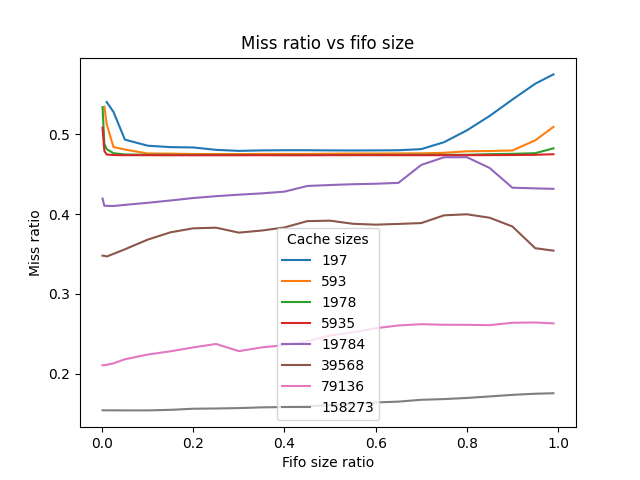 Miss ratio vs fifo size
Miss ratio
0.5
0.4
0.3
0.2
Cache sizes
197
593
1978
5935
19784
39568
79136
158273
0.0 0.2 0.4 0.6 0.8 1.0
Fifo size ratio